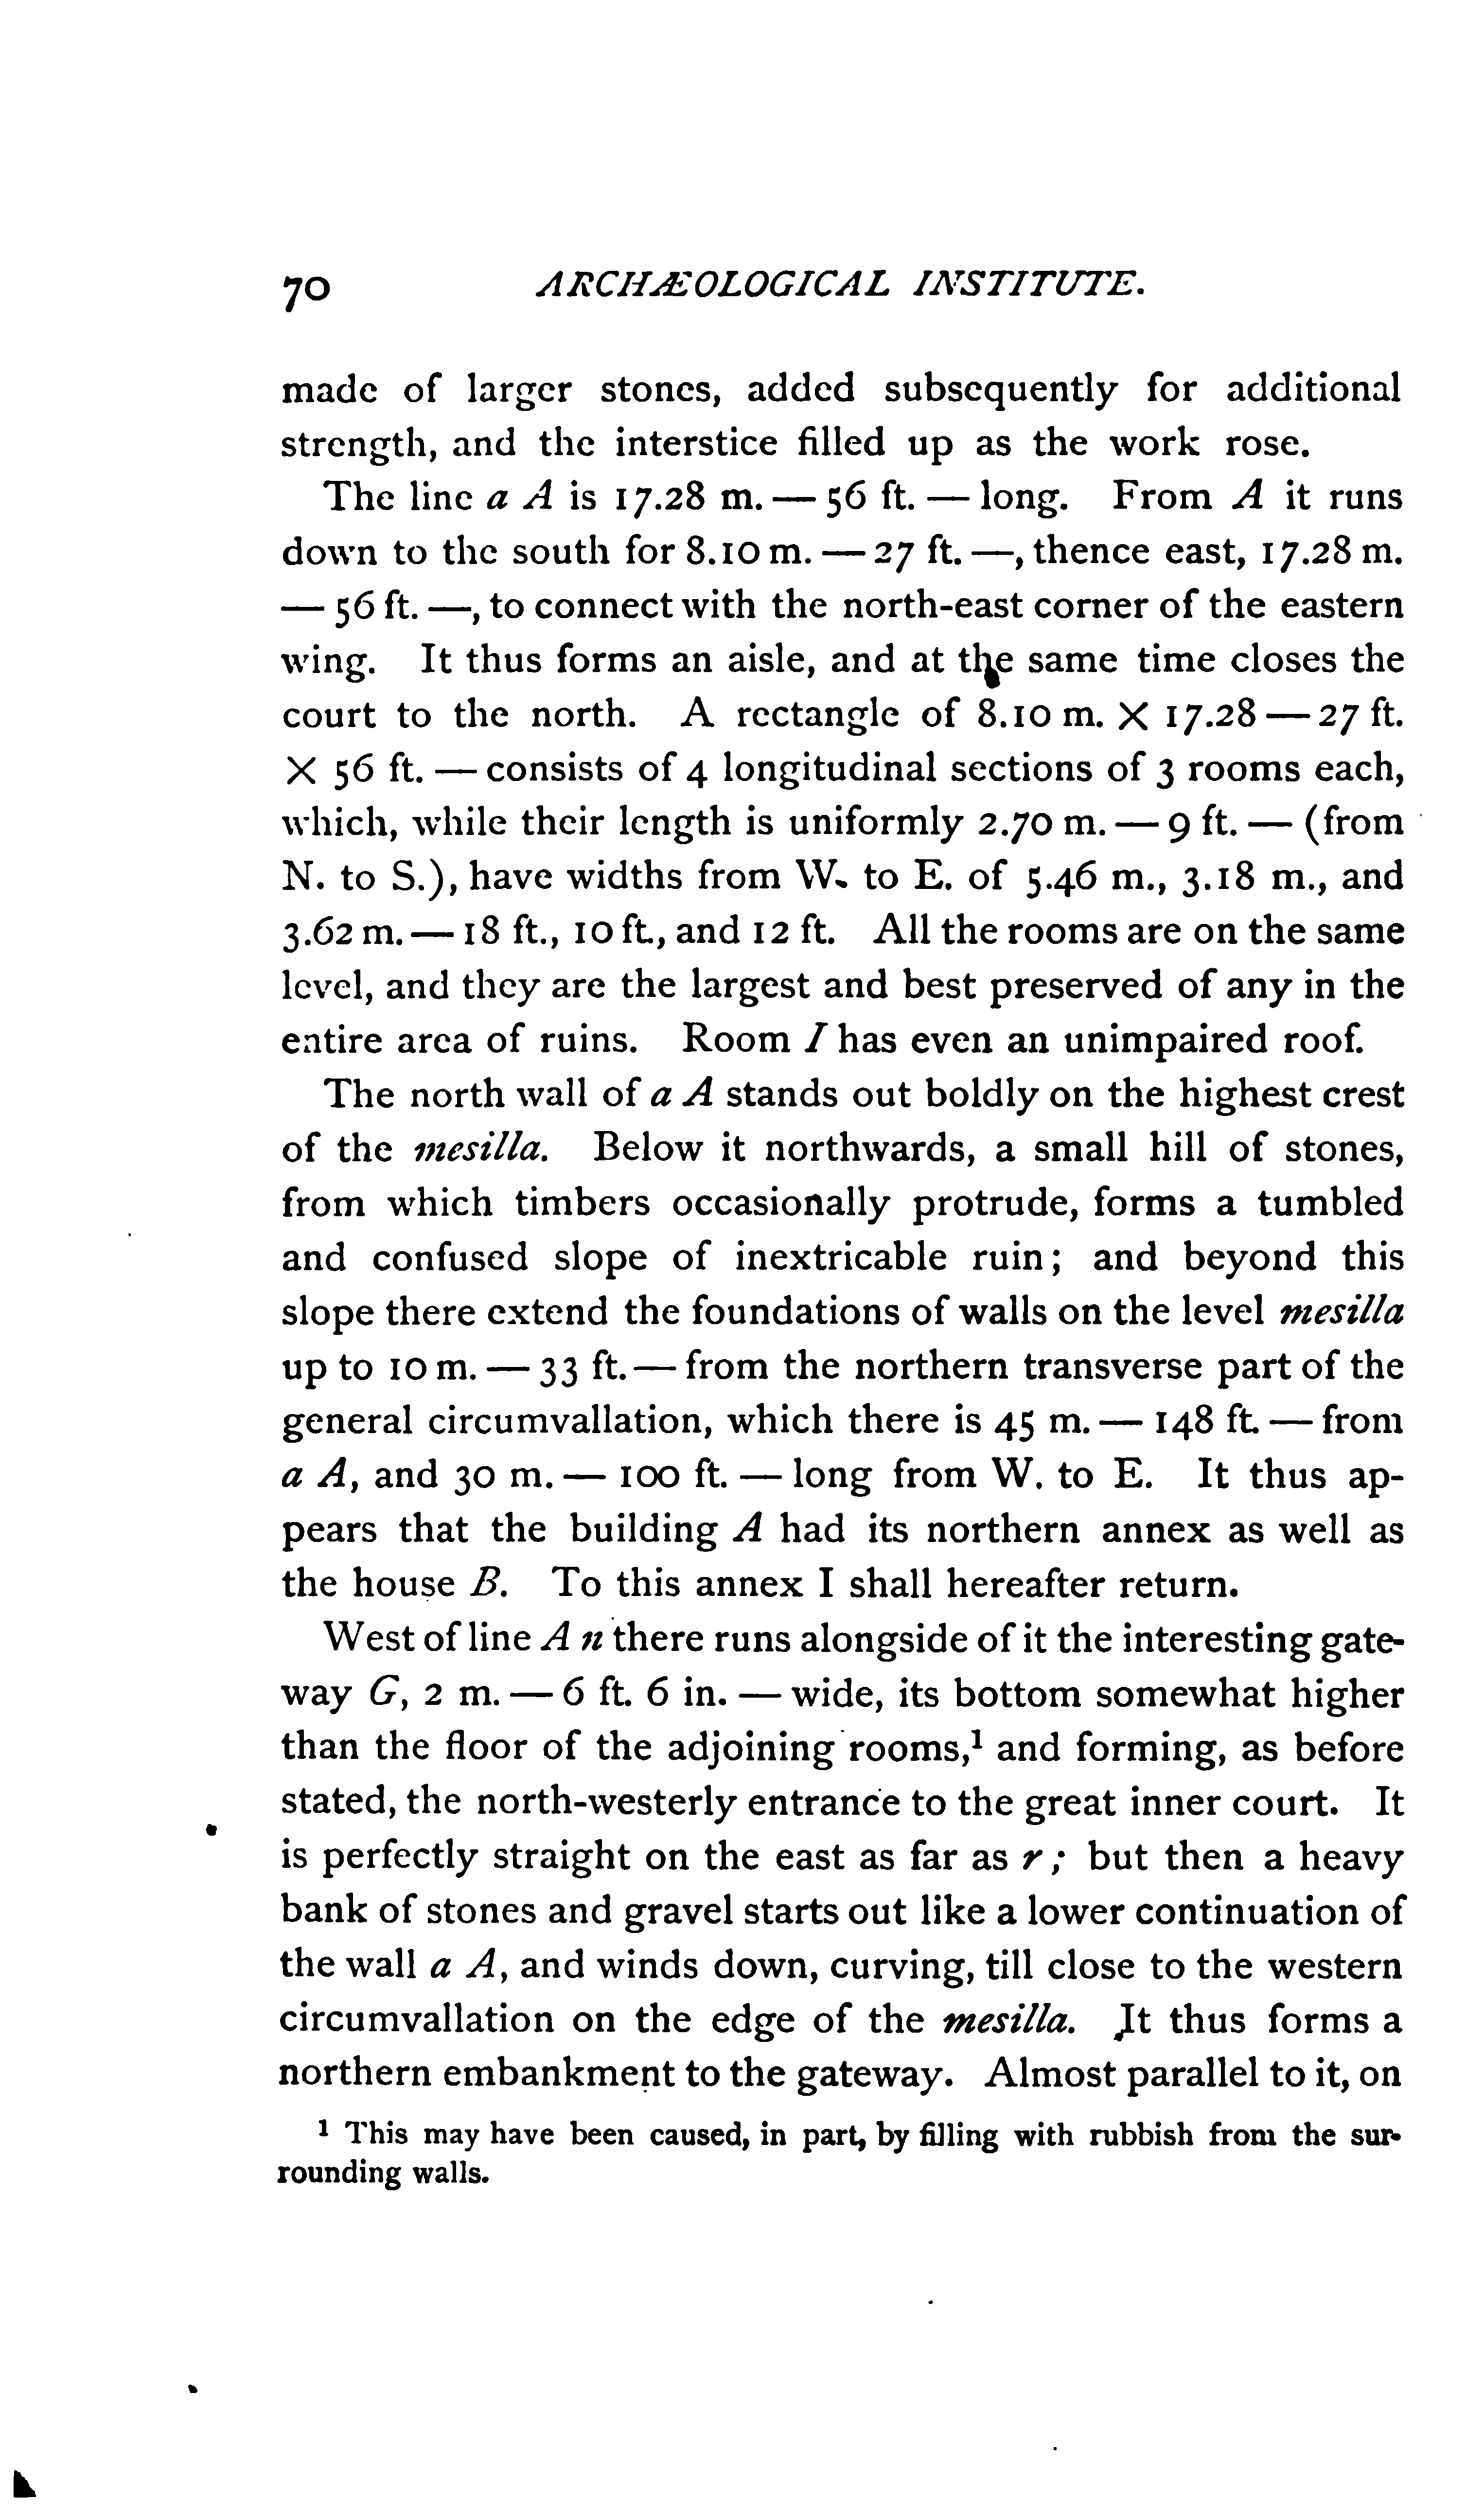 70 ARCHÆOLOGICAL INSTITUTE.
made of larger stones, added subsequently for additional
strength, and the interstice filled up as the work rose.
The line a A is 17.28 m. — 56 ft. — long. From A it runs
down to the south for 8.10 m. — 27 ft. —, thence east, 17.28 m.
— 56 ft. —, to connect with the north-east corner of the eastern
wing. It thus forms an aisle, and at the same time closes the
court to the north. A rectangle of 8.10 m. × 17.28 — 27 ft.
× 56 ft. — consists of 4 longitudinal sections of 3 rooms each,
which, while their length is uniformly 2.70 m. — 9 ft. — (from
N. to S.), have widths from W. to E. of 5.46 m., 3.18 m., and
3.62 m. — 18 ft., 10 ft., and 12 ft. All the rooms are on the same
level, and they are the largest and best preserved of any in the
entire area of ruins. Room I has even an unimpaired roof.
The north wall of a A stands out boldly on the highest crest
of the mesilla. Below it northwards, a small hill of stones,
from which timbers occasionally protrude, forms a tumbled
and confused slope of inextricable ruin; and beyond this
slope there extend the foundations of walls on the level mesilla
up to 10 m. — 33 ft. — from the northern transverse part of the
general circumvallation, which there is 45 m. — 148 ft. — from
a A, and 30 m. — 100 ft. — long from W. to E. It thus ap-
pears that the building A had its northern annex as well as
the house B. To this annex I shall hereafter return.
West of line A n there runs alongside of it the interesting gate-
way G, 2 m. — 6 ft. 6 in. — wide, its bottom somewhat higher
than the floor of the adjoining rooms,¹ and forming, as before
stated, the north-westerly entrance to the great inner court. It
is perfectly straight on the east as far as r; but then a heavy
bank of stones and gravel starts out like a lower continuation of
the wall a A, and winds down, curving, till close to the western
circumvallation on the edge of the mesilla. It thus forms a
northern embankment to the gateway. Almost parallel to it, on
¹ This may have been caused, in part, by filling with rubbish from the sur-
rounding walls.